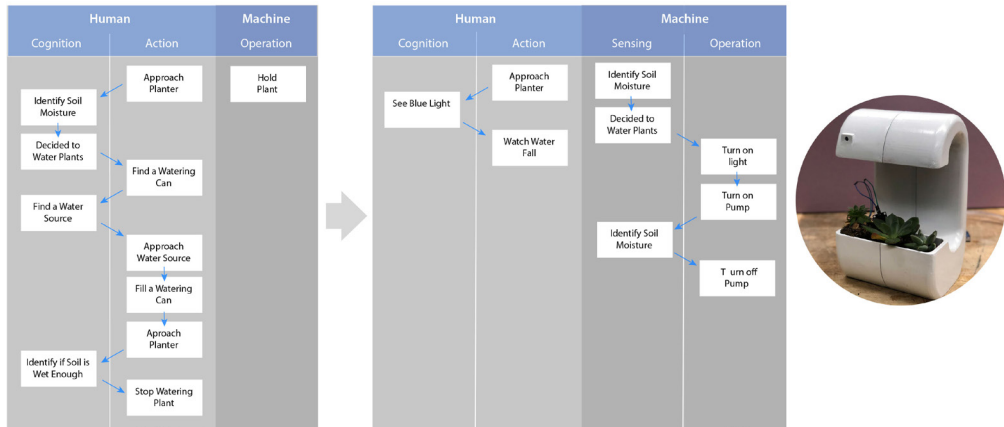 Human
Machine
Cognition
Action
Operation
Approach
Planter
Hold
Plant
Identify Soil
Moisture
Decided to
Water Plants
Find a Watering
Can
Find a Water
Source
Approach
Water Source
Fill a Watering
Can
Aproach
Planter
Identify if Soil is
Wet Enough
Stop Watering
Plant
Human
Machine
Cognition
Action
Sensing
Operation
Approach
Planter
Identify Soil
Moisture
See Blue Light
Decided to
Water Plants
Watch Water
Fall
Turn on
light
Turn on
Pump
Identify Soil
Moisture
T urn off
Pump